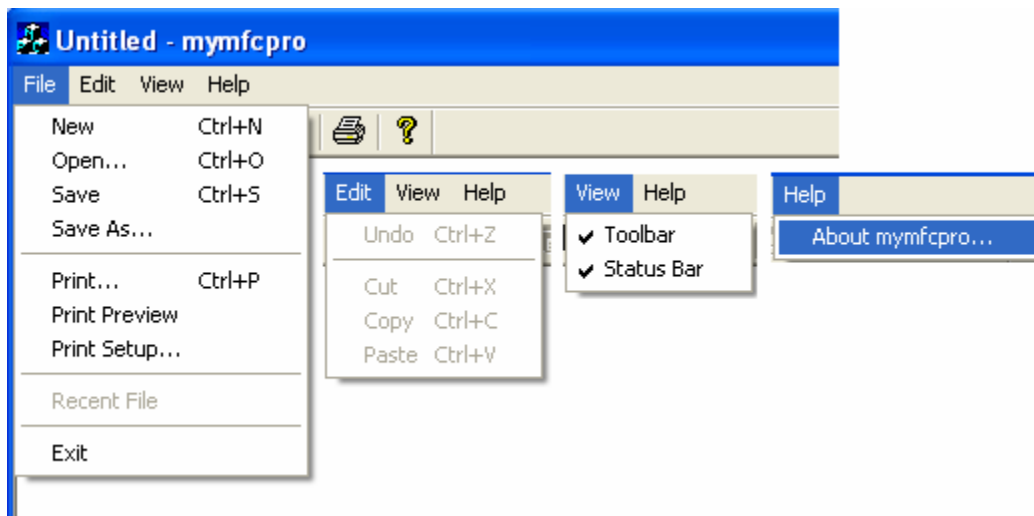 Untitled - mymfcpro
File Edit View Help
New Ctrl+N
Open... Ctrl+O
Save Ctrl+S
Save As...
Print... Ctrl+P
Print Preview
Print Setup...
Recent File
Exit
Edit View Help
Undo Ctrl+Z
Cut Ctrl+X
Copy Ctrl+C
Paste Ctrl+V
View Help
Toolbar
Status Bar
Help
About mymfcpro...